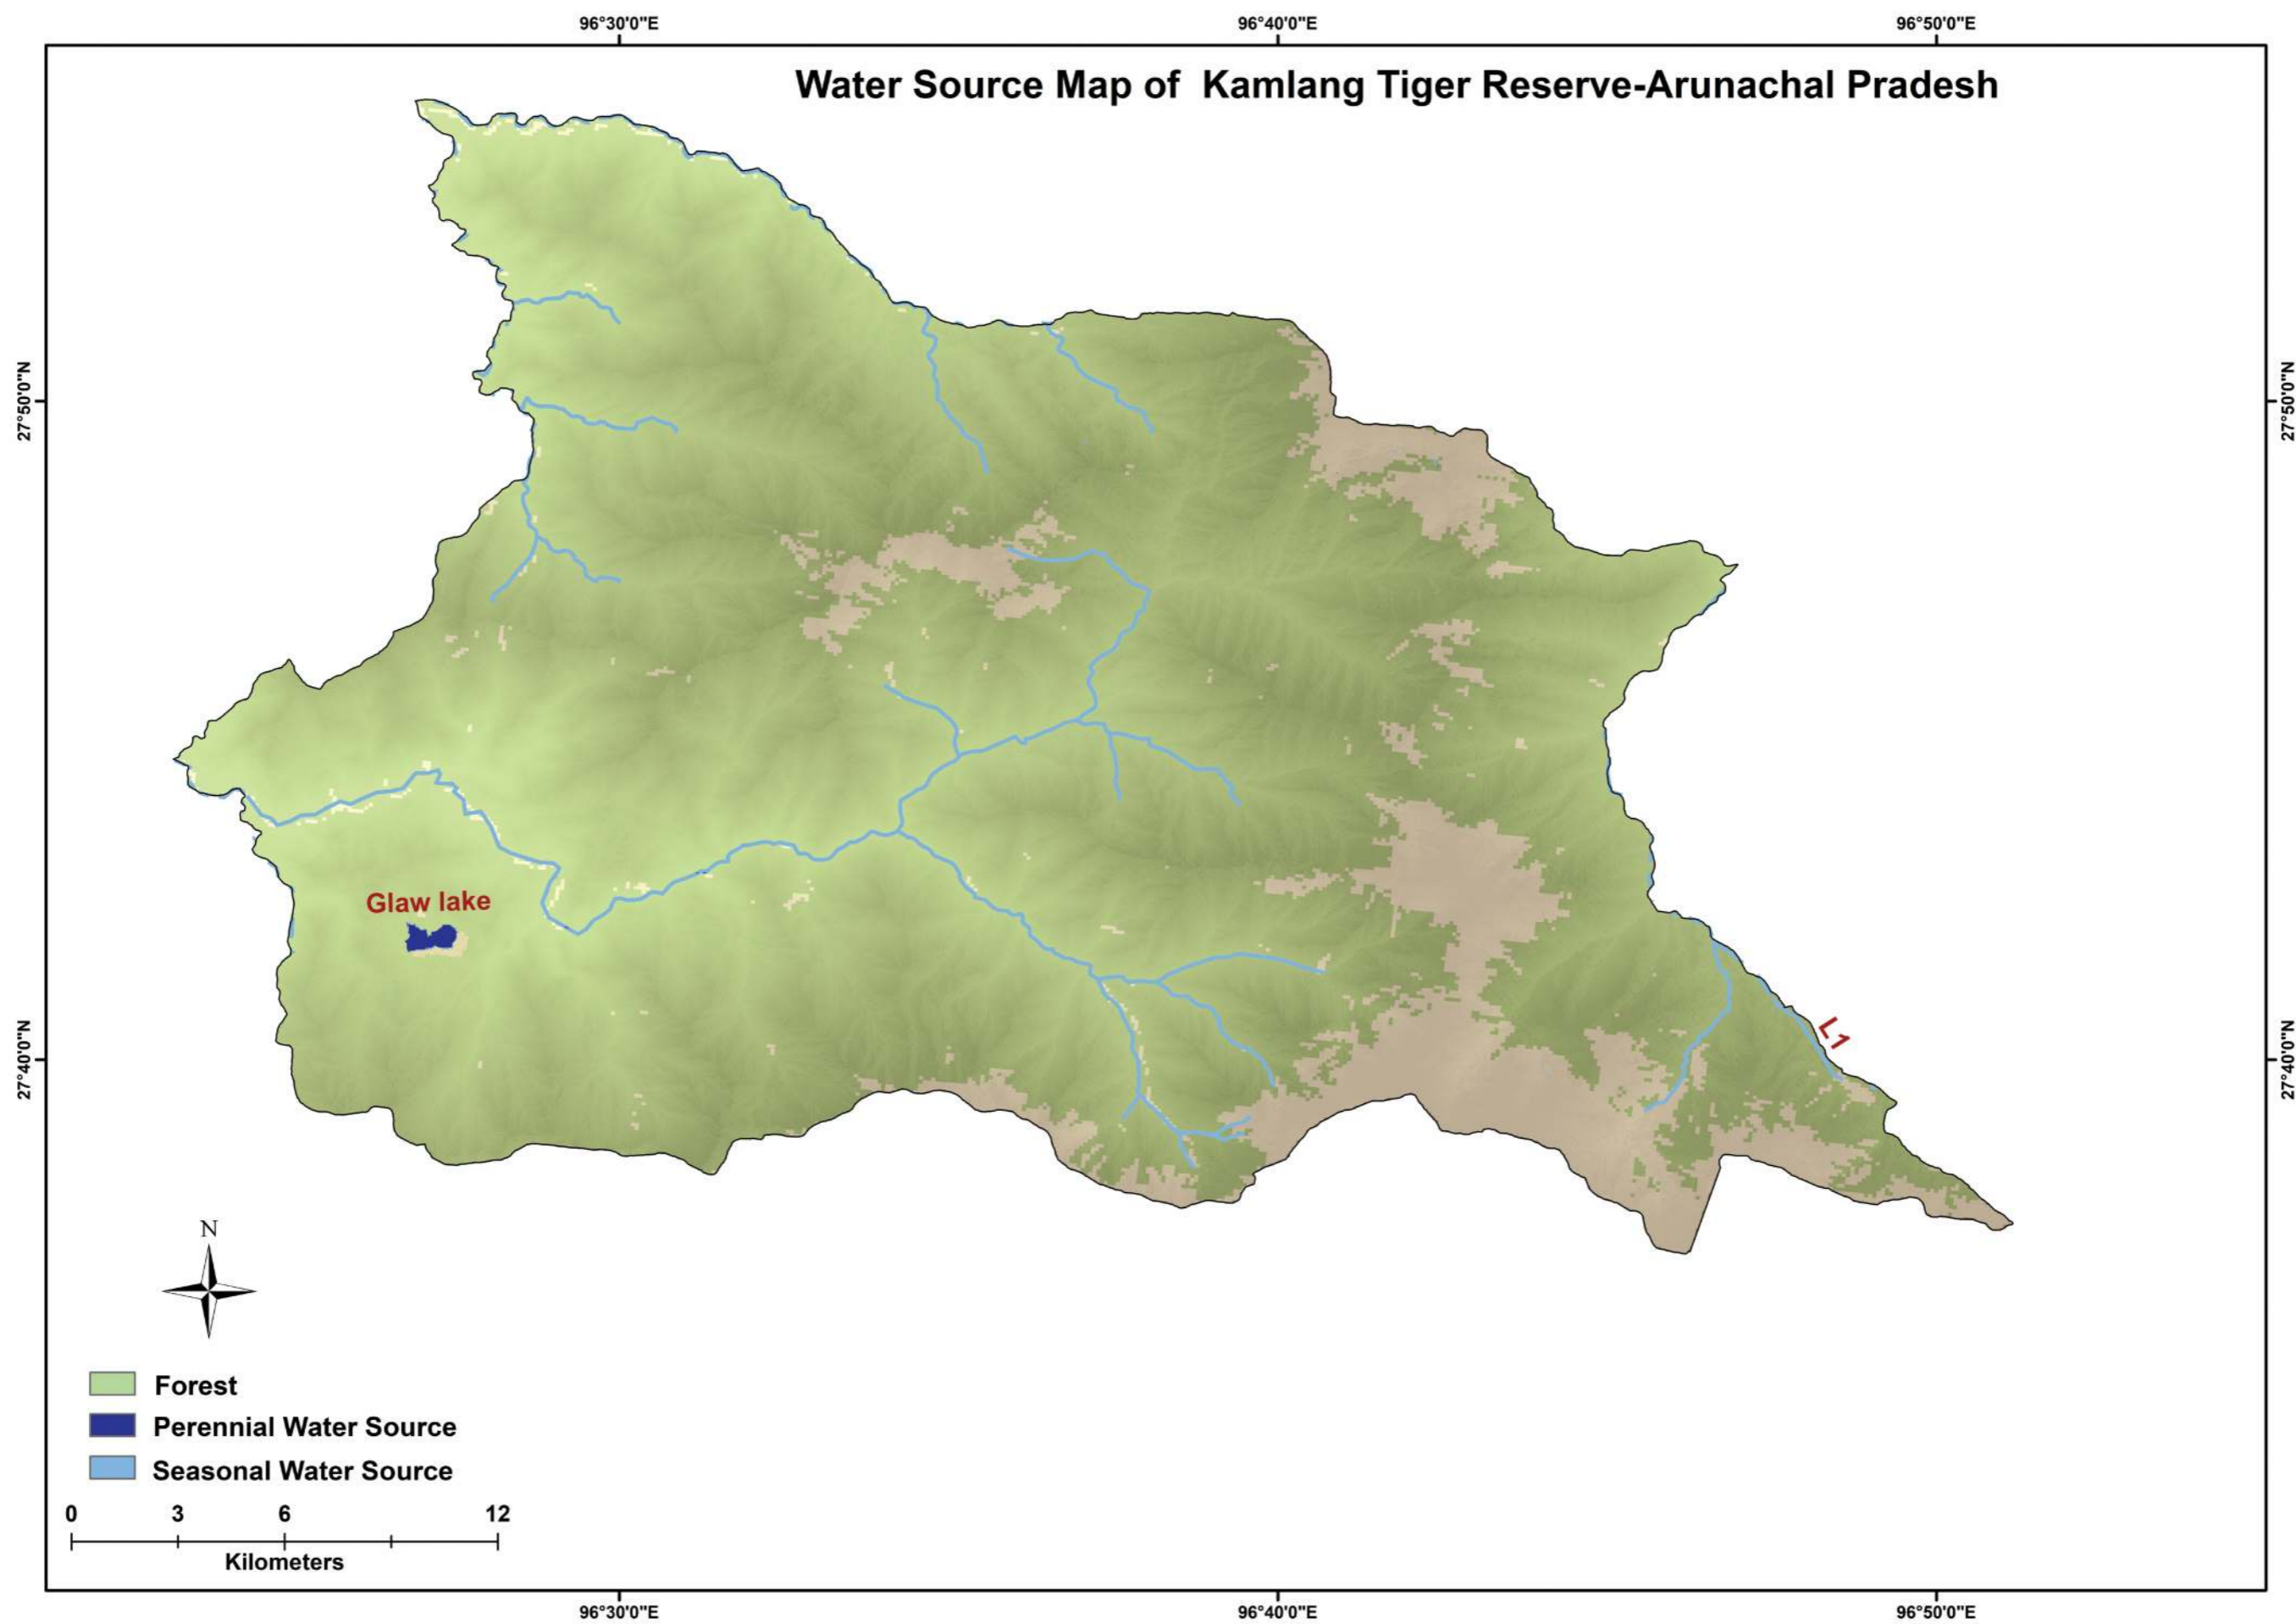 96°30'0"E 96°40'0"E 96°50'0"E
Water Source Map of  Kamlang Tiger Reserve-Arunachal Pradesh
27°50'0"N 27°50'0"N
Glaw lake
L1
27°40'0"N 27°40'0"N
N
Forest
Perennial Water Source
Seasonal Water Source
0 3 6 12
Kilometers
96°30'0"E 96°40'0"E 96°50'0"E